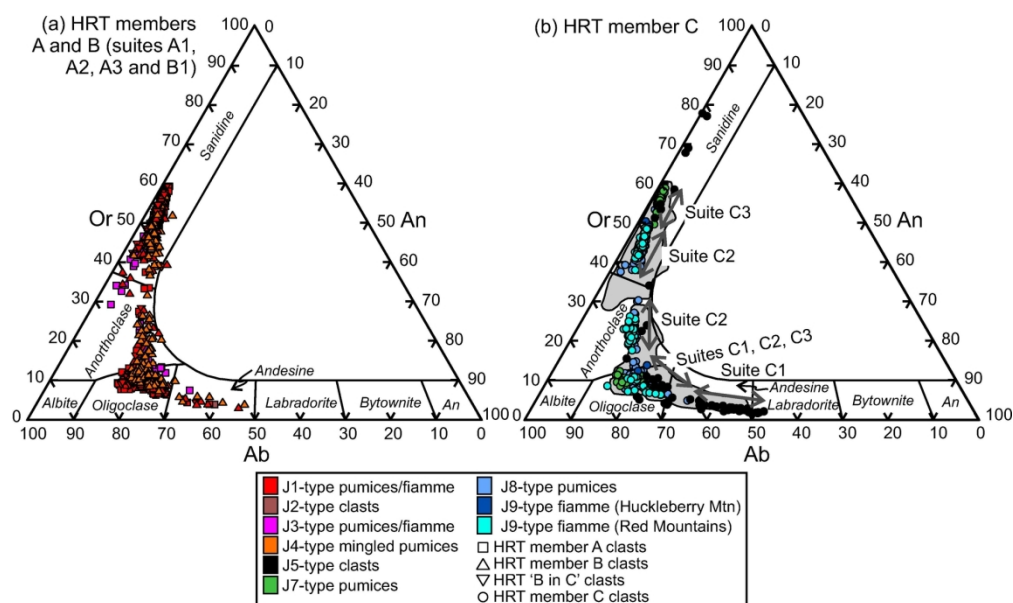 (a) HRT members
A and B (suites A1,
A2, A3 and B1)
100 0
90 10
80 20
70 30
60 40
Or 50 50 An
40 60
30 70
20 80
10 90
0 100
Sanidine
Anorthoclase
Andesine
Albite Oligoclase Labradorite Bytownite An
100 90 80 70 60 50 40 30 20 10 0
Ab
(b) HRT member C
100 0
90 10
80 20
70 30
60 40
Or 50 50 An
40 60
30 70
20 80
10 90
0 100
Sanidine
Suite C3
Suite C2
Suite C2
Suites C1, C2, C3
Suite C1
Anorthoclase
Andesine
Albite Oligoclase Labradorite Bytownite An
100 90 80 70 60 50 40 30 20 10 0
Ab
J1-type pumices/fiamme
J2-type clasts
J3-type pumices/fiamme
J4-type mingled pumices
J5-type clasts
J7-type pumices
J8-type pumices
J9-type fiamme (Huckleberry Mtn)
J9-type fiamme (Red Mountains)
HRT member A clasts
HRT member B clasts
HRT ‘B in C’ clasts
HRT member C clasts